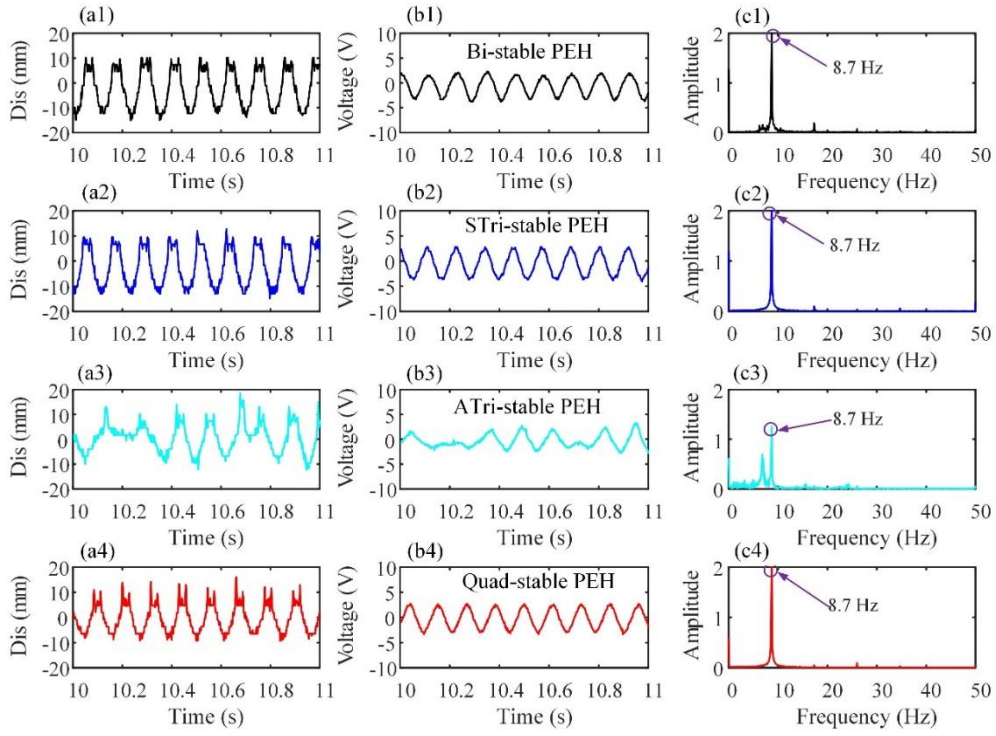 (a1) (b1) (c1)
20 10 2
10 5 Bi-stable PEH
0 0 1 8.7 Hz
-10 -5
-20 -10 0
10 10.2 10.4 10.6 10.8 11 10 10.2 10.4 10.6 10.8 11 0 10 20 30 40 50
Dis (mm) Voltage (V) Amplitude
Time (s) Time (s) Frequency (Hz)
(a2) (b2) (c2)
20 10 2
10 5 STri-stable PEH
0 0 1 8.7 Hz
-10 -5
-20 -10 0
10 10.2 10.4 10.6 10.8 11 10 10.2 10.4 10.6 10.8 11 0 10 20 30 40 50
Dis (mm) Voltage (V) Amplitude
Time (s) Time (s) Frequency (Hz)
(a3) (b3) (c3)
20 10 2
10 5 ATri-stable PEH
0 0 1 8.7 Hz
-10 -5
-20 -10 0
10 10.2 10.4 10.6 10.8 11 10 10.2 10.4 10.6 10.8 11 0 10 20 30 40 50
Dis (mm) Voltage (V) Amplitude
Time (s) Time (s) Frequency (Hz)
(a4) (b4) (c4)
20 10 2
10 5 Quad-stable PEH
0 0 1 8.7 Hz
-10 -5
-20 -10 0
10 10.2 10.4 10.6 10.8 11 10 10.2 10.4 10.6 10.8 11 0 10 20 30 40 50
Dis (mm) Voltage (V) Amplitude
Time (s) Time (s) Frequency (Hz)